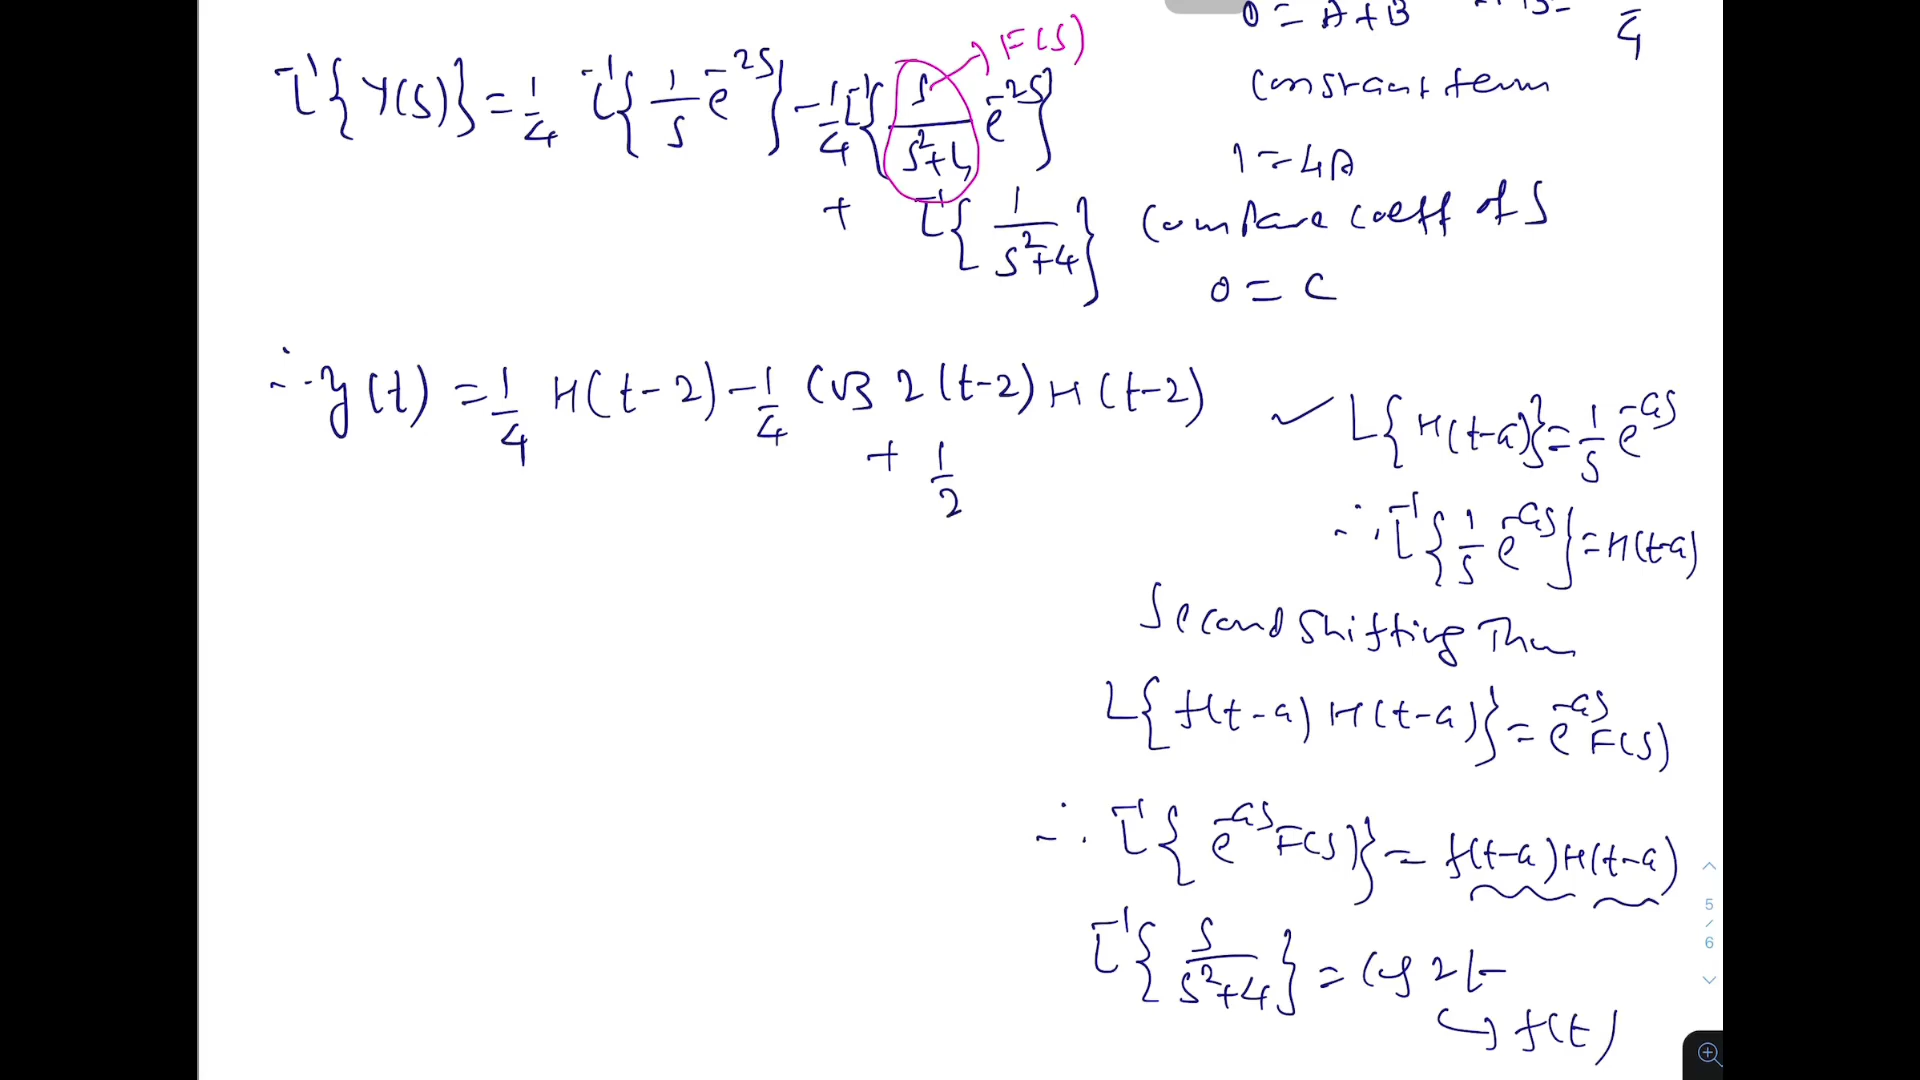 0 = A + B
4
L⁻¹{Y(s)} = 1/4 L⁻¹{1/s e^-2s} - 1/4 L⁻¹{s/(s²+4) e^-2s} → F(s)
constant term
1 = 4A
+ L⁻¹{1/(s²+4)}
compare coeff of s
0 = C
∴ y(t) = 1/4 H(t-2) - 1/4 cos 2(t-2) H(t-2)
+ 1/2
✓ L{H(t-a)} = 1/s e^-as
∴ L⁻¹{1/s e^-as} = H(t-a)
Second Shifting Thm
L{f(t-a) H(t-a)} = e^-as F(s)
∴ L⁻¹{e^-as F(s)} = f(t-a) H(t-a)
L⁻¹{s/(s²+4)} = cos 2t
↪ f(t)
5
/
6